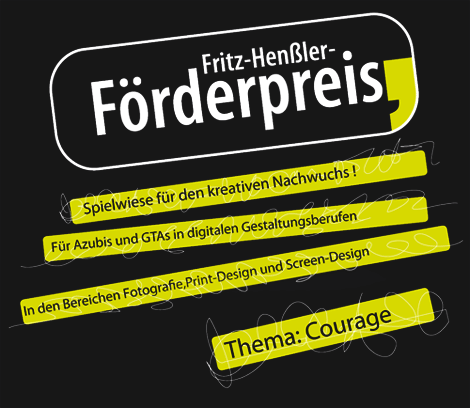 Fritz-Henßler-
Förderpreis,
Spielwiese für den kreativen Nachwuchs !
Für Azubis und GTAs in digitalen Gestaltungsberufen
In den Bereichen Fotografie,Print-Design und Screen-Design
Thema: Courage